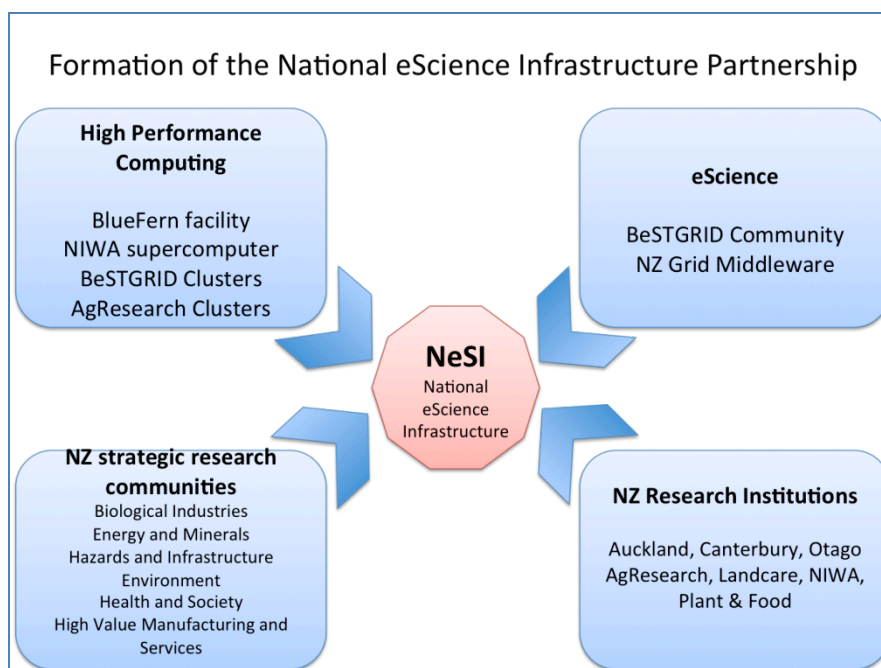 Formation of the National eScience Infrastructure Partnership
High Performance
Computing
BlueFern facility
NIWA supercomputer
BeSTGRID Clusters
AgResearch Clusters
eScience
BeSTGRID Community
NZ Grid Middleware
NeSI
National
eScience
Infrastructure
NZ strategic research
communities
Biological Industries
Energy and Minerals
Hazards and Infrastructure
Environment
Health and Society
High Value Manufacturing and
Services
NZ Research Institutions
Auckland, Canterbury, Otago
AgResearch, Landcare, NIWA,
Plant & Food